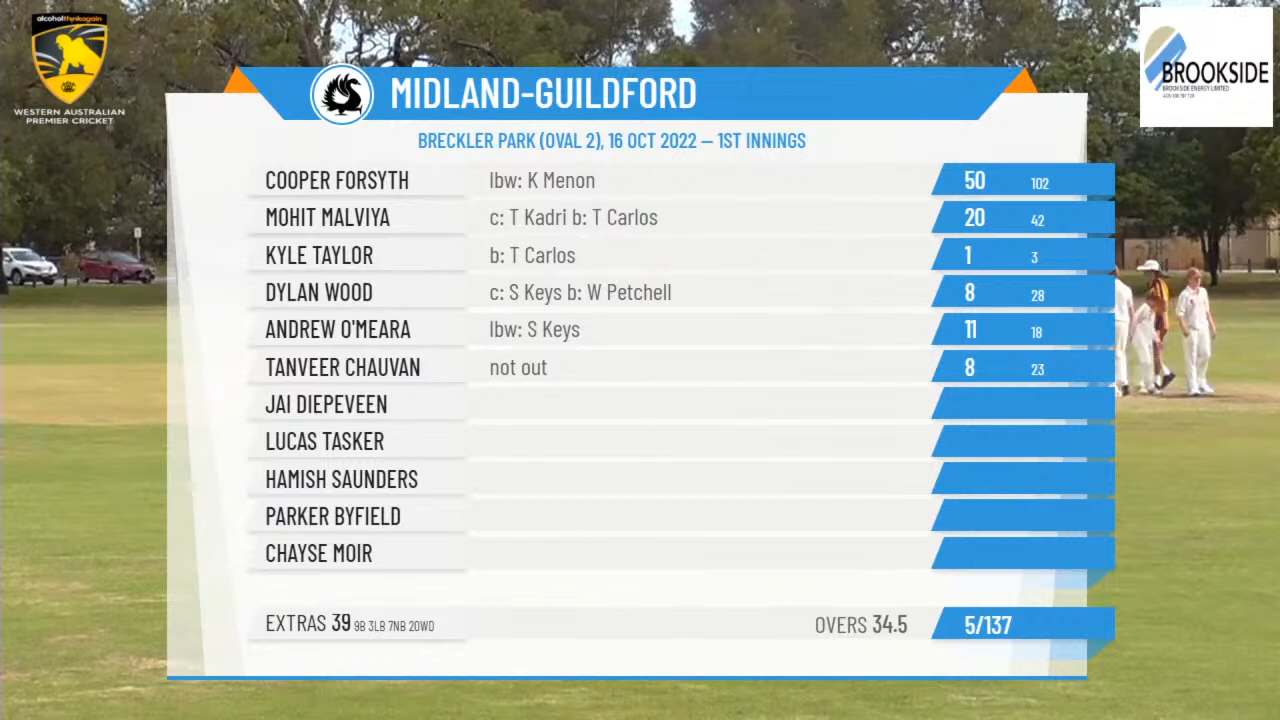 alcoholthinkagain
WESTERN AUSTRALIAN
PREMIER CRICKET
BROOKSIDE
BROOKSIDE ENERGY LIMITED
MIDLAND-GUILDFORD
BRECKLER PARK (OVAL 2), 16 OCT 2022 – 1ST INNINGS
COOPER FORSYTH lbw: K Menon 50 102
MOHIT MALVIYA c: T Kadri b: T Carlos 20 42
KYLE TAYLOR b: T Carlos 1 3
DYLAN WOOD c: S Keys b: W Petchell 8 28
ANDREW O'MEARA lbw: S Keys 11 18
TANVEER CHAUVAN not out 8 23
JAI DIEPEVEEN
LUCAS TASKER
HAMISH SAUNDERS
PARKER BYFIELD
CHAYSE MOIR
EXTRAS 39 9B 3LB 7NB 20WD OVERS 34.5 5/137